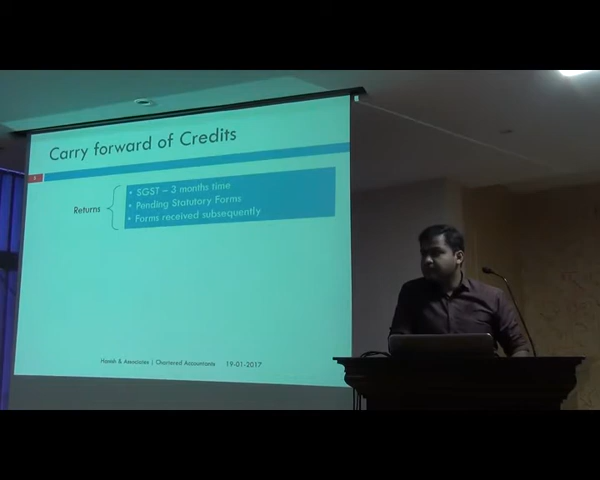 Carry forward of Credits
Returns
• SGST – 3 months time
• Pending Statutory Forms
• Forms received subsequently
& Associates | Chartered Accountants 19-01-2017